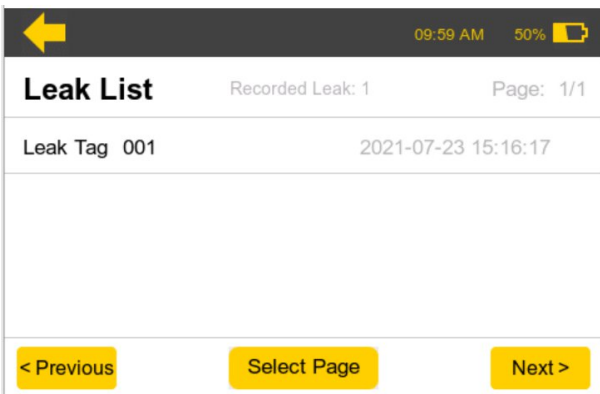 09:59 AM 50%
Leak List Recorded Leak: 1 Page: 1/1
Leak Tag 001 2021-07-23 15:16:17
< Previous Select Page Next >